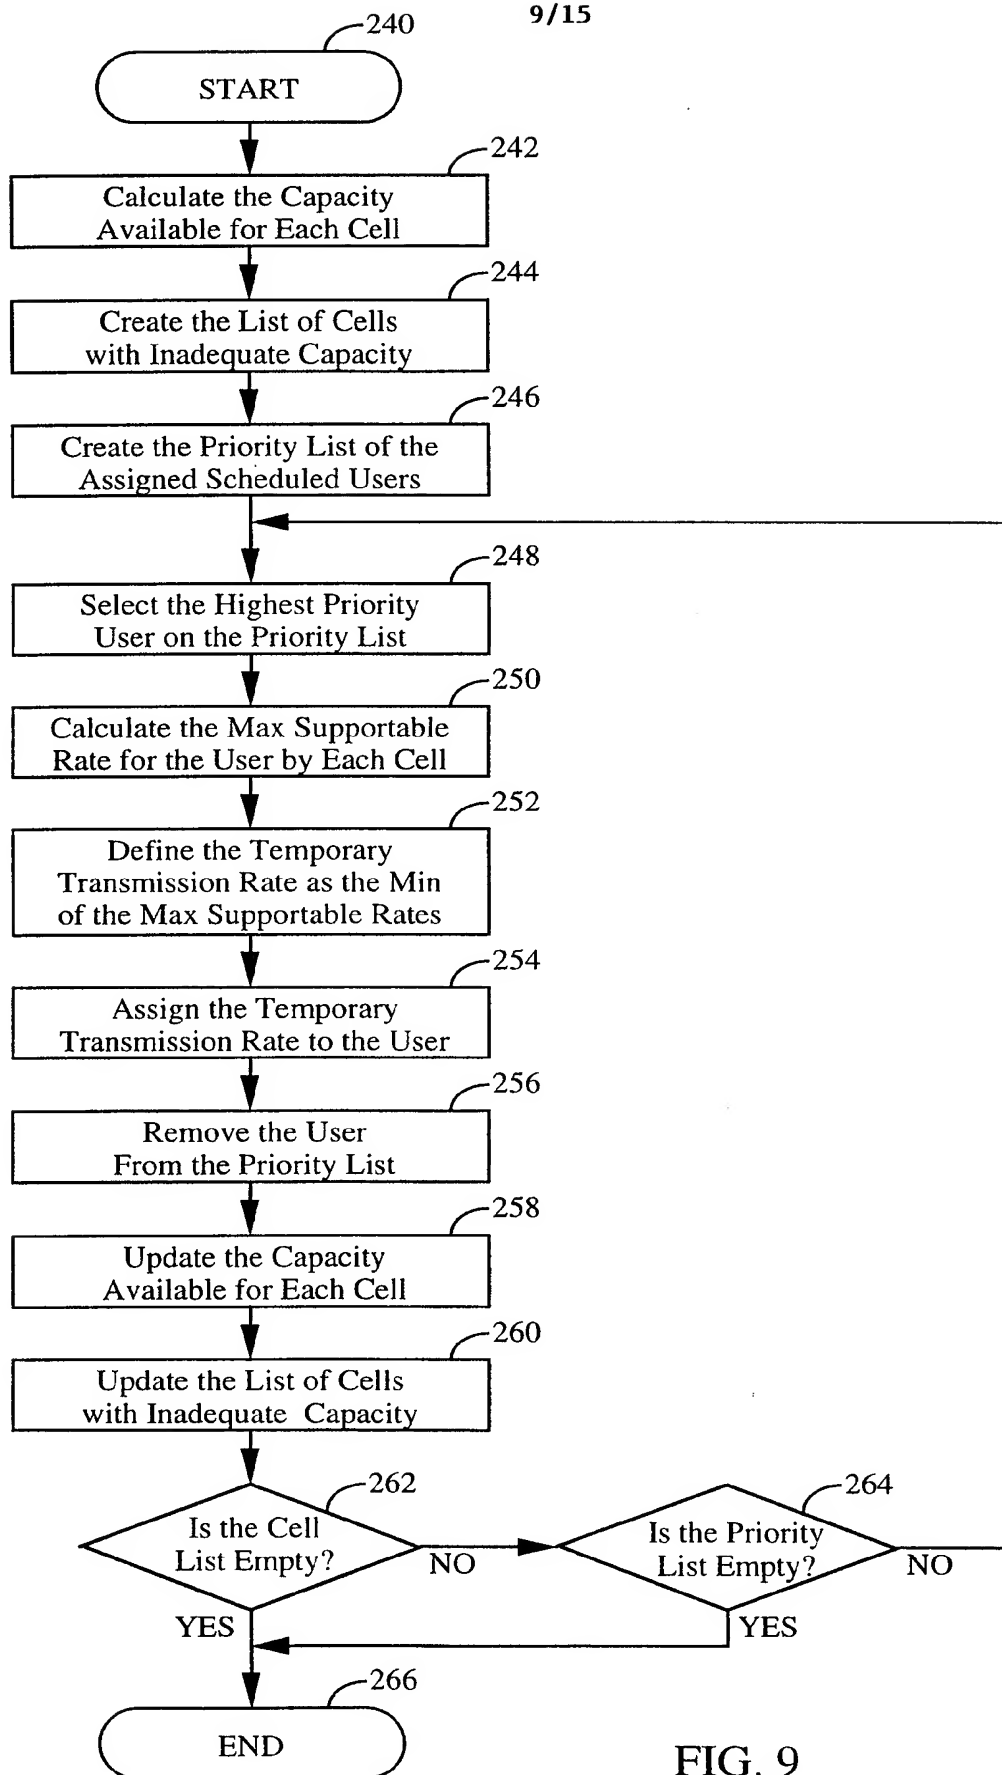 9/15
240
START
242
Calculate the Capacity
Available for Each Cell
244
Create the List of Cells
with Inadequate Capacity
246
Create the Priority List of the
Assigned Scheduled Users
248
Select the Highest Priority
User on the Priority List
250
Calculate the Max Supportable
Rate for the User by Each Cell
252
Define the Temporary
Transmission Rate as the Min
of the Max Supportable Rates
254
Assign the Temporary
Transmission Rate to the User
256
Remove the User
From the Priority List
258
Update the Capacity
Available for Each Cell
260
Update the List of Cells
with Inadequate Capacity
262
Is the Cell
List Empty?
NO
YES
264
Is the Priority
List Empty?
NO
YES
266
END
FIG. 9